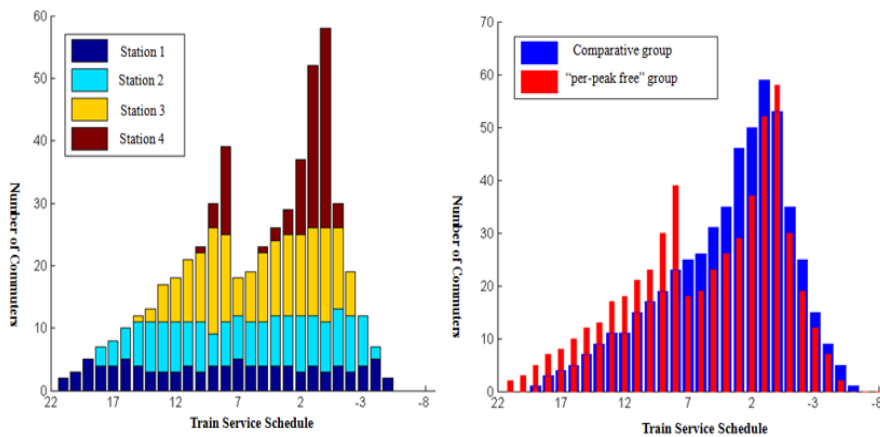 60
50
40
30
20
10
0
22
17
12
7
2
-3
-8
Number of Commuters
Train Service Schedule
Station 1
Station 2
Station 3
Station 4
70
60
50
40
30
20
10
0
22
17
12
7
2
-3
-8
Number of Commuters
Train Service Schedule
Comparative group
“per-peak free” group